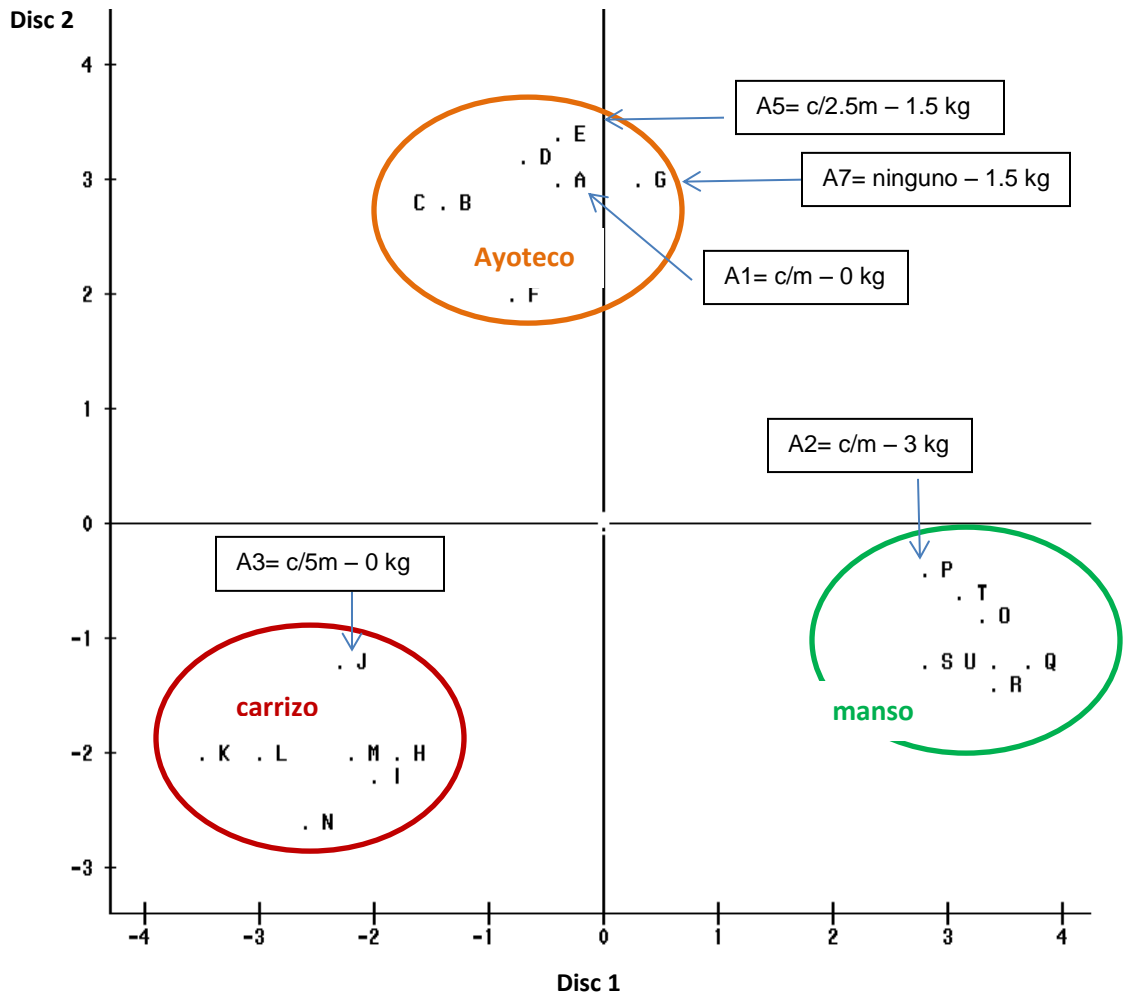 Disc 2
4
A5= c/2.5m – 1.5 kg
. E
. D
3
. A
. G
A7= ninguno – 1.5 kg
C . B
Ayoteco
A1= c/m – 0 kg
2
. F
1
A2= c/m – 3 kg
0
A3= c/5m – 0 kg
. P
. T
. O
-1
. J
. S U .
. Q
. R
carrizo
manso
-2
. K
. L
. M
. H
. I
. N
-3
-4 -3 -2 -1 0 1 2 3 4
Disc 1